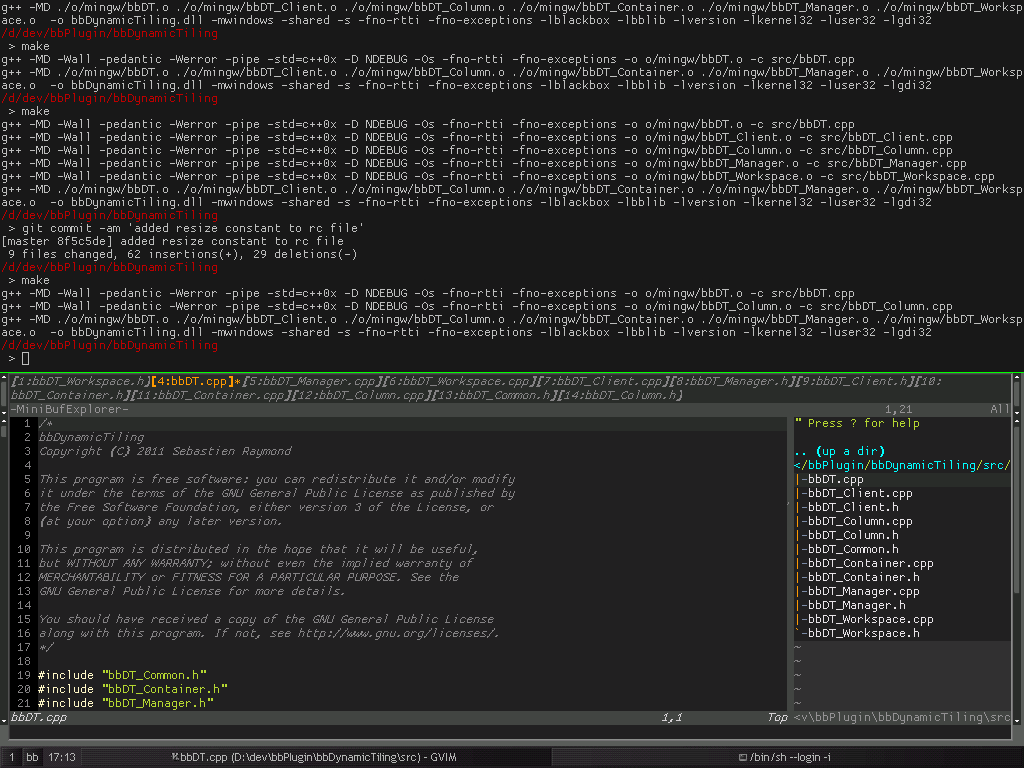 g++ -MD ./o/mingw/bbDT.o ./o/mingw/bbDT_Client.o ./o/mingw/bbDT_Column.o ./o/mingw/bbDT_Container.o ./o/mingw/bbDT_Manager.o ./o/mingw/bbDT_Worksp
ace.o  -o bbDynamicTiling.dll -mwindows -shared -s -fno-rtti -fno-exceptions -lblackbox -lbblib -lversion -lkernel32 -luser32 -lgdi32
/d/dev/bbPlugin/bbDynamicTiling
 > make
g++ -MD -Wall -pedantic -Werror -pipe -std=c++0x -D NDEBUG -Os -fno-rtti -fno-exceptions -o o/mingw/bbDT.o -c src/bbDT.cpp
g++ -MD ./o/mingw/bbDT.o ./o/mingw/bbDT_Client.o ./o/mingw/bbDT_Column.o ./o/mingw/bbDT_Container.o ./o/mingw/bbDT_Manager.o ./o/mingw/bbDT_Worksp
ace.o  -o bbDynamicTiling.dll -mwindows -shared -s -fno-rtti -fno-exceptions -lblackbox -lbblib -lversion -lkernel32 -luser32 -lgdi32
/d/dev/bbPlugin/bbDynamicTiling
 > make
g++ -MD -Wall -pedantic -Werror -pipe -std=c++0x -D NDEBUG -Os -fno-rtti -fno-exceptions -o o/mingw/bbDT.o -c src/bbDT.cpp
g++ -MD -Wall -pedantic -Werror -pipe -std=c++0x -D NDEBUG -Os -fno-rtti -fno-exceptions -o o/mingw/bbDT_Client.o -c src/bbDT_Client.cpp
g++ -MD -Wall -pedantic -Werror -pipe -std=c++0x -D NDEBUG -Os -fno-rtti -fno-exceptions -o o/mingw/bbDT_Column.o -c src/bbDT_Column.cpp
g++ -MD -Wall -pedantic -Werror -pipe -std=c++0x -D NDEBUG -Os -fno-rtti -fno-exceptions -o o/mingw/bbDT_Manager.o -c src/bbDT_Manager.cpp
g++ -MD -Wall -pedantic -Werror -pipe -std=c++0x -D NDEBUG -Os -fno-rtti -fno-exceptions -o o/mingw/bbDT_Workspace.o -c src/bbDT_Workspace.cpp
g++ -MD ./o/mingw/bbDT.o ./o/mingw/bbDT_Client.o ./o/mingw/bbDT_Column.o ./o/mingw/bbDT_Container.o ./o/mingw/bbDT_Manager.o ./o/mingw/bbDT_Worksp
ace.o  -o bbDynamicTiling.dll -mwindows -shared -s -fno-rtti -fno-exceptions -lblackbox -lbblib -lversion -lkernel32 -luser32 -lgdi32
/d/dev/bbPlugin/bbDynamicTiling
 > git commit -am 'added resize constant to rc file'
[master 8f5c5de] added resize constant to rc file
 9 files changed, 62 insertions(+), 29 deletions(-)
/d/dev/bbPlugin/bbDynamicTiling
 > make
g++ -MD -Wall -pedantic -Werror -pipe -std=c++0x -D NDEBUG -Os -fno-rtti -fno-exceptions -o o/mingw/bbDT.o -c src/bbDT.cpp
g++ -MD -Wall -pedantic -Werror -pipe -std=c++0x -D NDEBUG -Os -fno-rtti -fno-exceptions -o o/mingw/bbDT_Column.o -c src/bbDT_Column.cpp
g++ -MD ./o/mingw/bbDT.o ./o/mingw/bbDT_Client.o ./o/mingw/bbDT_Column.o ./o/mingw/bbDT_Container.o ./o/mingw/bbDT_Manager.o ./o/mingw/bbDT_Worksp
ace.o  -o bbDynamicTiling.dll -mwindows -shared -s -fno-rtti -fno-exceptions -lblackbox -lbblib -lversion -lkernel32 -luser32 -lgdi32
/d/dev/bbPlugin/bbDynamicTiling
 >
[1:bbDT_Workspace.h][4:bbDT.cpp]*[5:bbDT_Manager.cpp][6:bbDT_Workspace.cpp][7:bbDT_Client.cpp][8:bbDT_Manager.h][9:bbDT_Client.h][10:
bbDT_Container.h][11:bbDT_Container.cpp][12:bbDT_Column.cpp][13:bbDT_Common.h][14:bbDT_Column.h]
-MiniBufExplorer- 1,21 All
1 /*
2 bbDynamicTiling
3 Copyright (C) 2011 Sebastien Raymond
4
5 This program is free software: you can redistribute it and/or modify
6 it under the terms of the GNU General Public License as published by
7 the Free Software Foundation, either version 3 of the License, or
8 (at your option) any later version.
9
10 This program is distributed in the hope that it will be useful,
11 but WITHOUT ANY WARRANTY; without even the implied warranty of
12 MERCHANTABILITY or FITNESS FOR A PARTICULAR PURPOSE. See the
13 GNU General Public License for more details.
14
15 You should have received a copy of the GNU General Public License
16 along with this program. If not, see http://www.gnu.org/licenses/.
17 */
18
19 #include "bbDT_Common.h"
20 #include "bbDT_Container.h"
21 #include "bbDT_Manager.h"
bbDT.cpp 1,1 Top
" Press ? for help
.. (up a dir)
</bbPlugin/bbDynamicTiling/src/
|-bbDT.cpp
|-bbDT_Client.cpp
|-bbDT_Client.h
|-bbDT_Column.cpp
|-bbDT_Column.h
|-bbDT_Common.h
|-bbDT_Container.cpp
|-bbDT_Container.h
|-bbDT_Manager.cpp
|-bbDT_Manager.h
|-bbDT_Workspace.cpp
`-bbDT_Workspace.h
~
~
~
~
~
<v\bbPlugin\bbDynamicTiling\src
1 bb 17:13 bbDT.cpp (D:\dev\bbPlugin\bbDynamicTiling\src) - GVIM /bin/sh --login -i